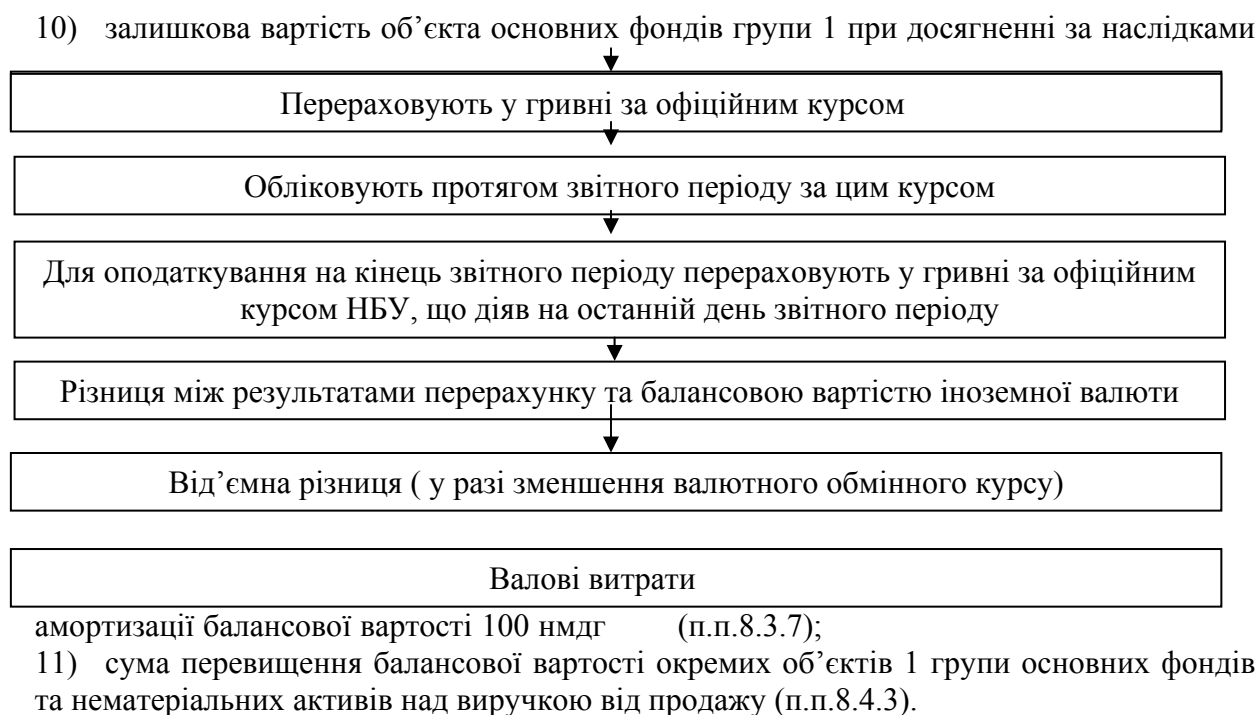 10) залишкова вартість об’єкта основних фондів групи 1 при досягненні за наслідками
Перераховують у гривні за офіційним курсом
Обліковують протягом звітного періоду за цим курсом
Для оподаткування на кінець звітного періоду перераховують у гривні за офіційним
курсом НБУ, що діяв на останній день звітного періоду
Різниця між результатами перерахунку та балансовою вартістю іноземної валюти
Від’ємна різниця ( у разі зменшення валютного обмінного курсу)
Валові витрати
амортизації балансової вартості 100 нмдг (п.п.8.3.7);
11) сума перевищення балансової вартості окремих об’єктів 1 групи основних фондів
та нематеріальних активів над виручкою від продажу (п.п.8.4.3).